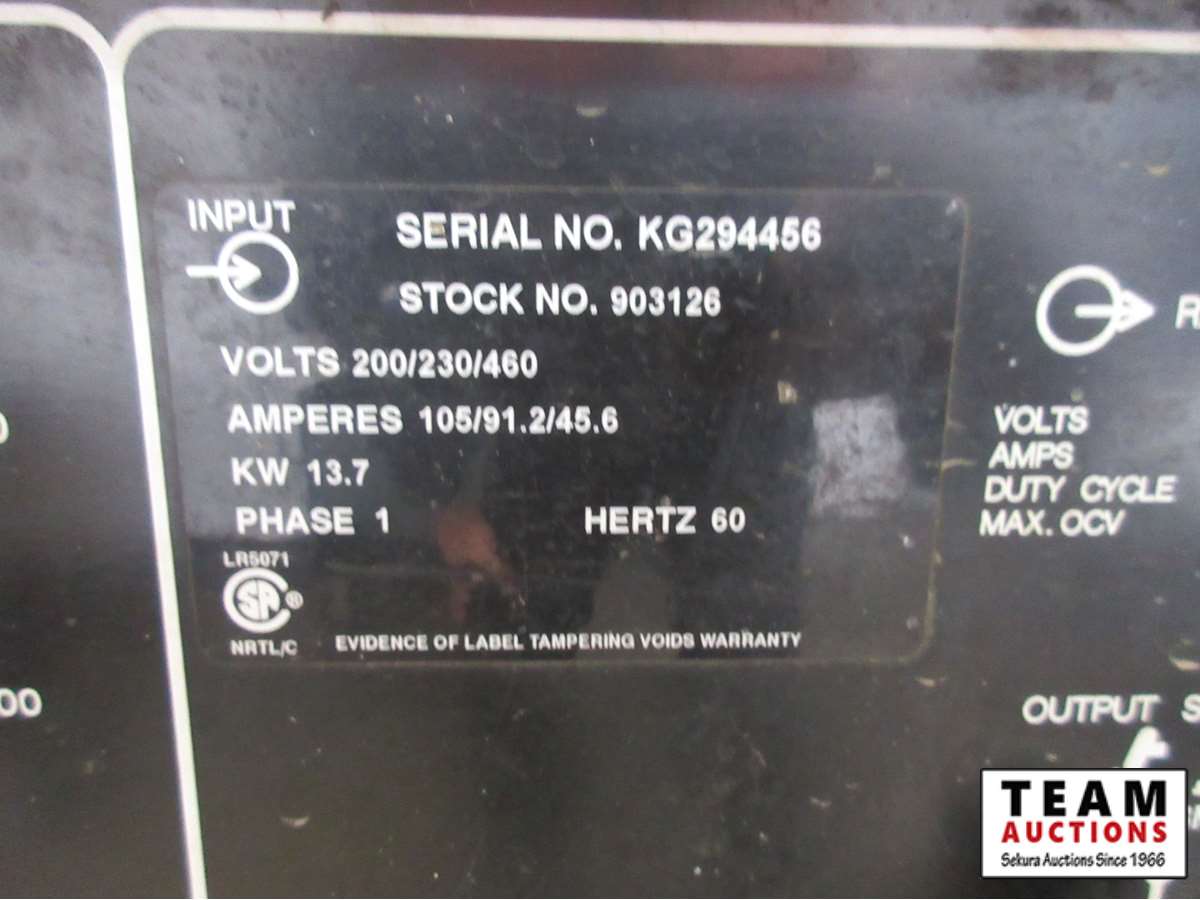 INPUT
SERIAL NO. KG294456
STOCK NO. 903126
VOLTS 200/230/460
AMPERES 105/91.2/45.6
KW 13.7
PHASE 1 HERTZ 60
LR5071
SA ®
NRTL/C
EVIDENCE OF LABEL TAMPERING VOIDS WARRANTY
VOLTS
AMPS
DUTY CYCLE
MAX. OCV
00
OUTPUT S
TEAM
AUCTIONS
Sekura Auctions Since 1966